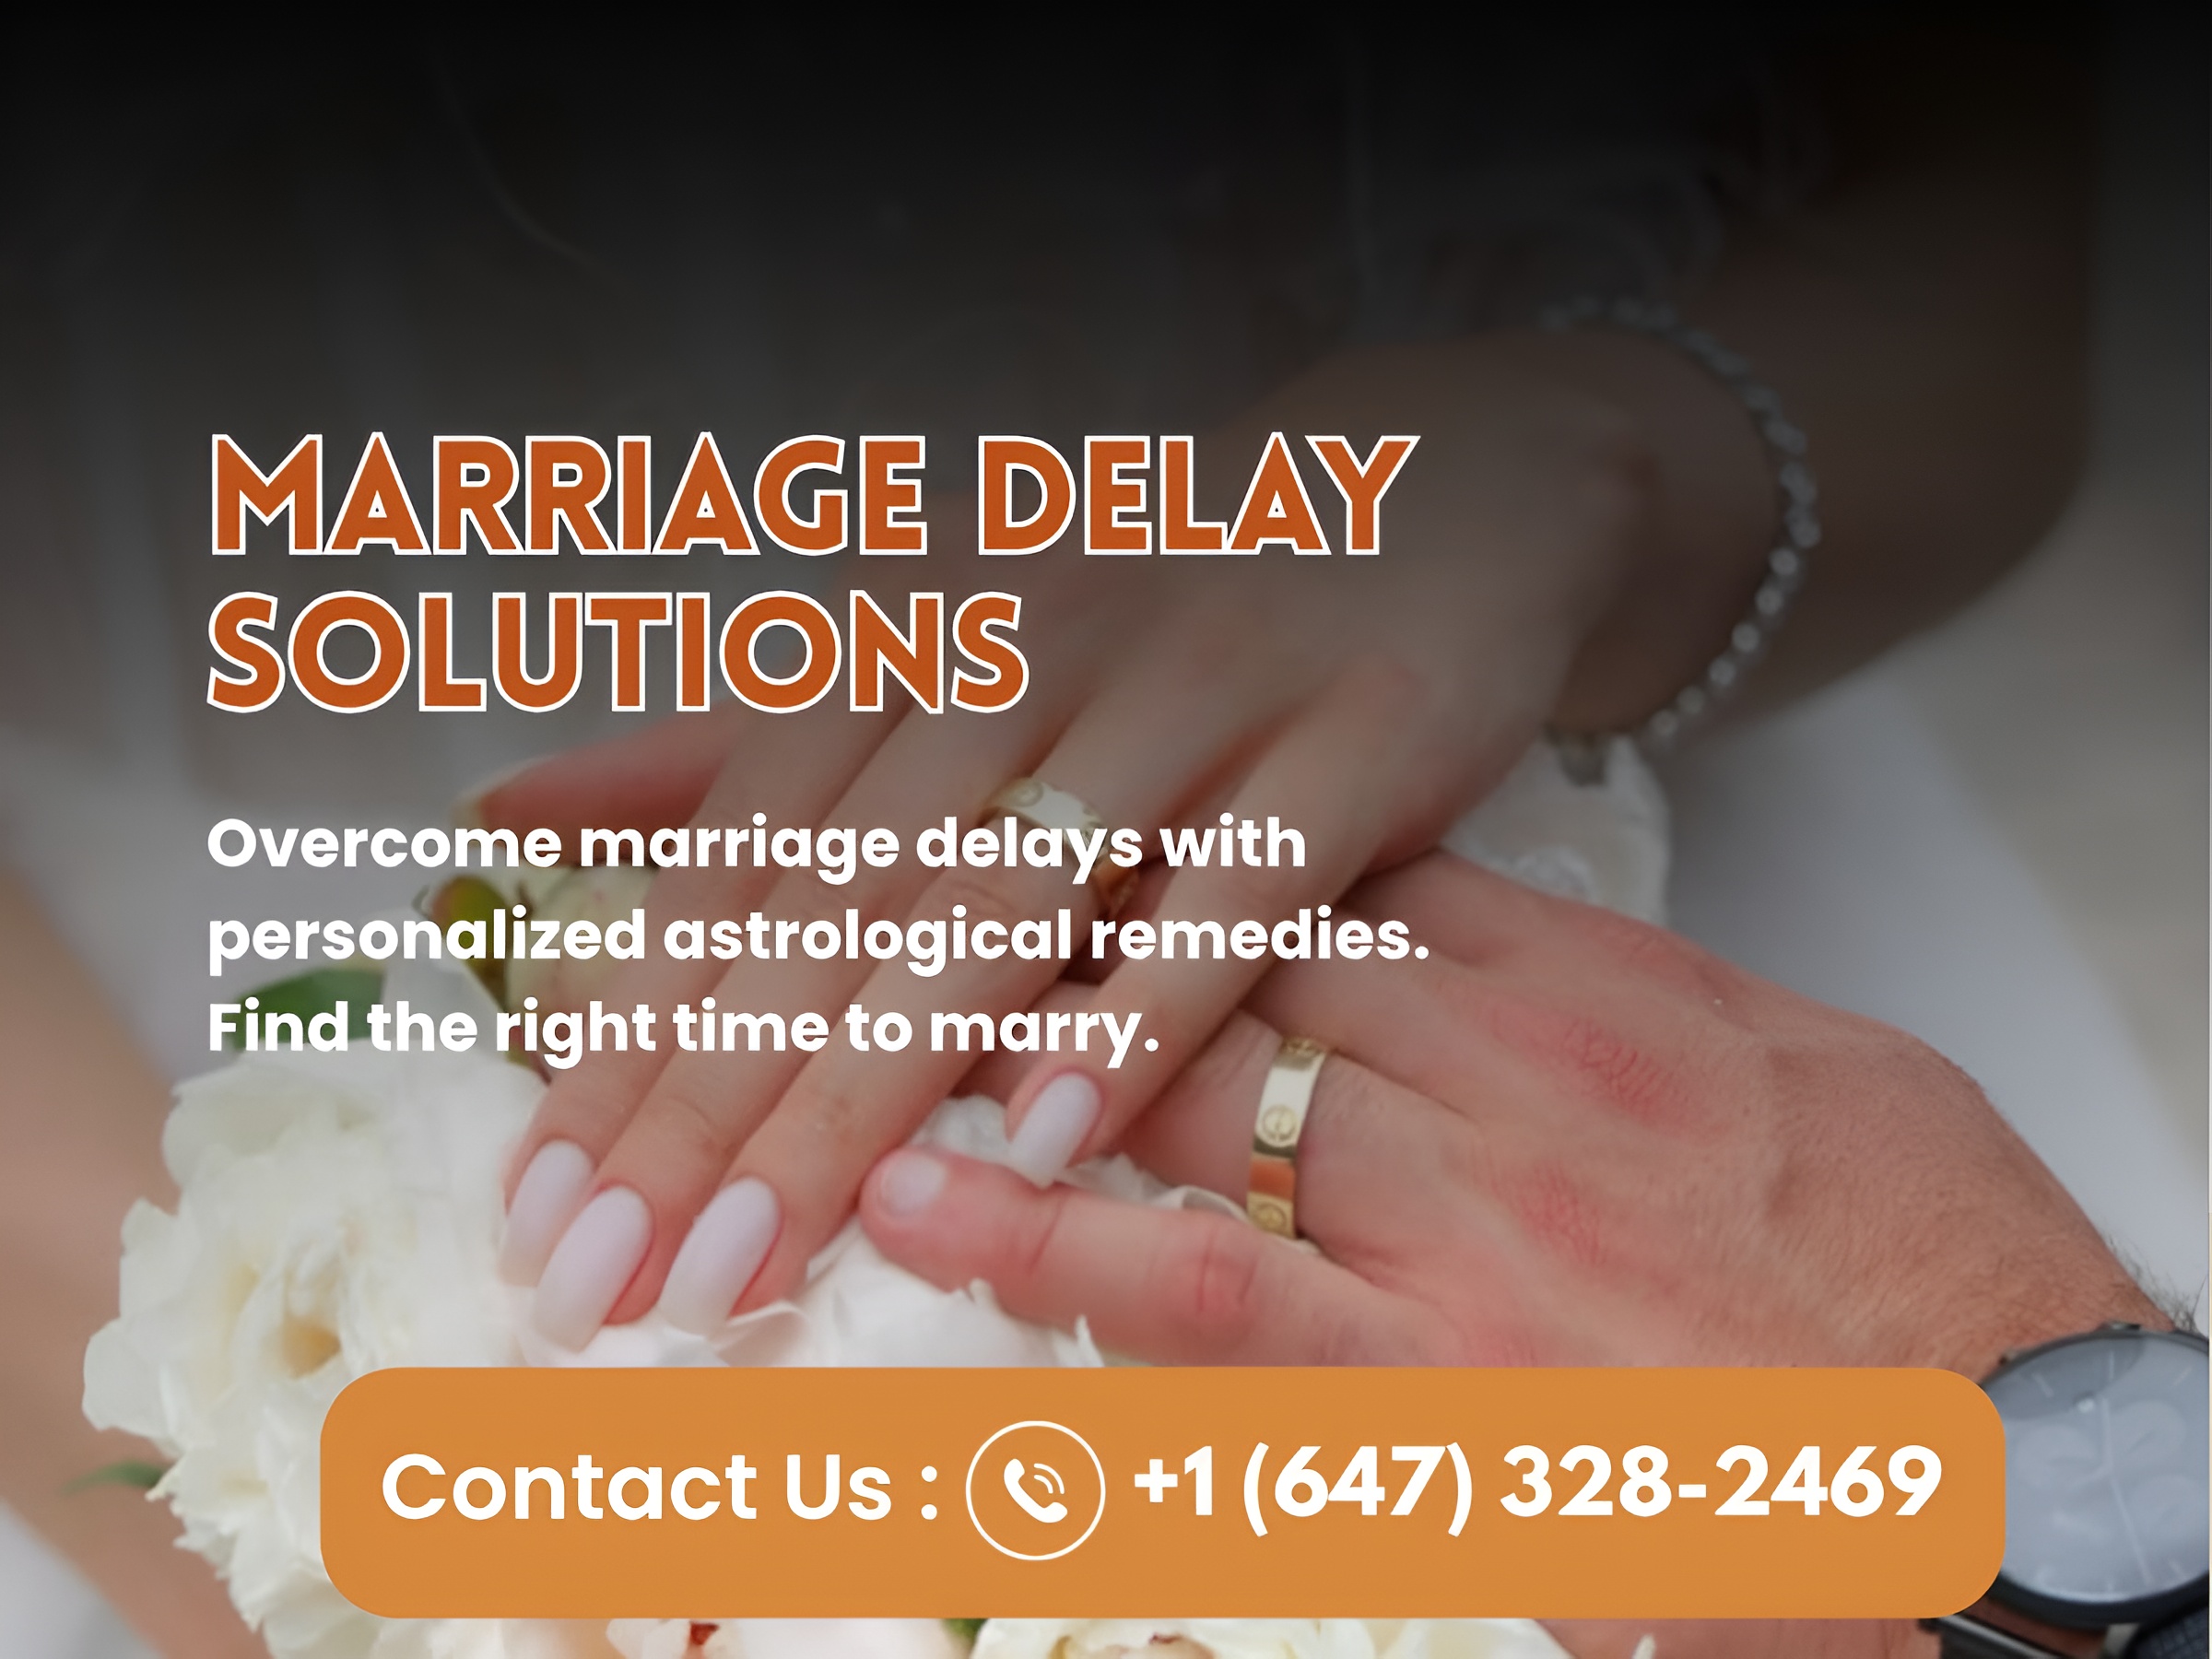 MARRIAGE DELAY
SOLUTIONS
Overcome marriage delays with
personalized astrological remedies.
Find the right time to marry.
Contact Us : +1 (647) 328-2469